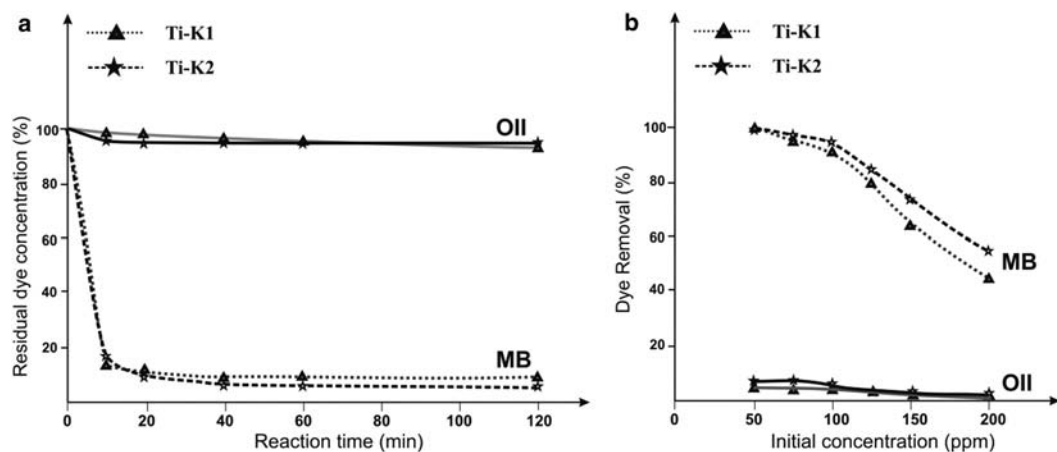 a
Ti-K1
Ti-K2
Residual dye concentration (%)
100
80
60
40
20
OII
MB
0
20
40
60
80
100
120
Reaction time (min)
b
Ti-K1
Ti-K2
Dye Removal (%)
100
80
60
40
20
MB
OII
0
50
100
150
200
Initial concentration (ppm)